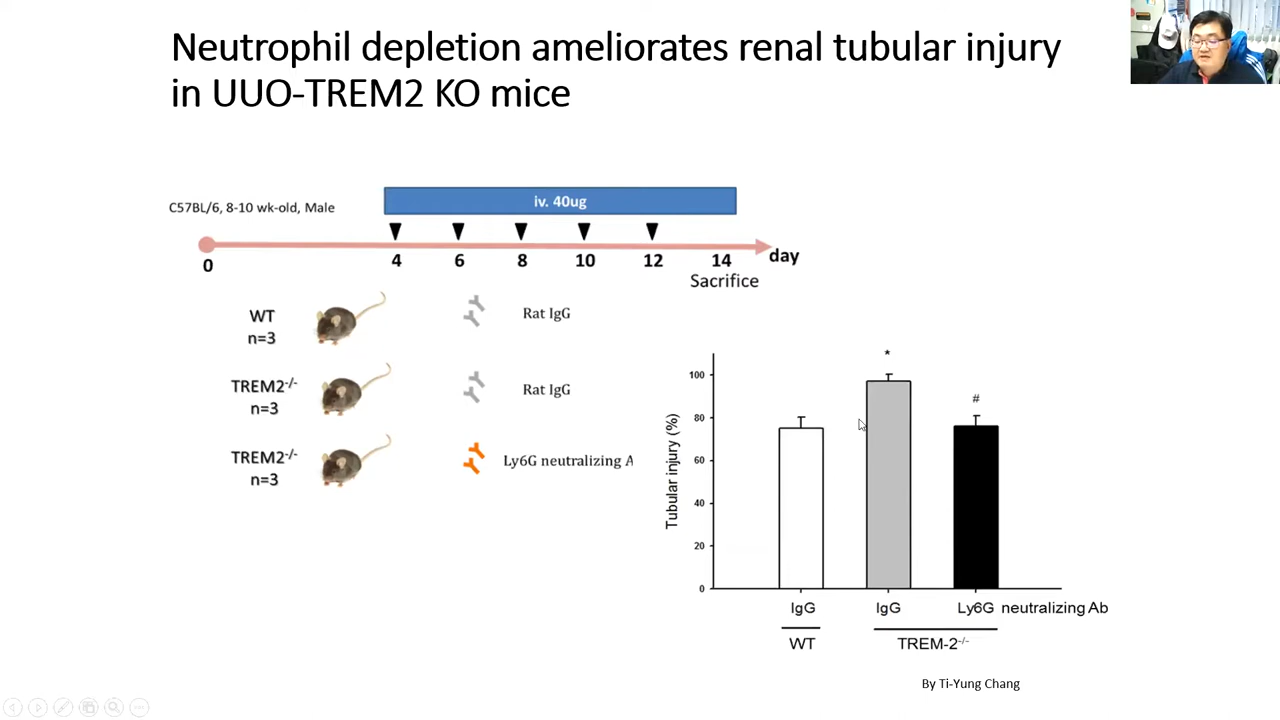 Neutrophil depletion ameliorates renal tubular injury
in UUO-TREM2 KO mice
C57BL/6, 8-10 wk-old, Male
iv. 40ug
0 4 6 8 10 12 14 day
Sacrifice
WT
n=3
Rat IgG
TREM2-/-
n=3
Rat IgG
TREM2-/-
n=3
Ly6G neutralizing A
*
#
Tubular injury (%)
100
80
60
40
20
0
IgG IgG Ly6G neutralizing Ab
WT TREM-2-/-
By Ti-Yung Chang